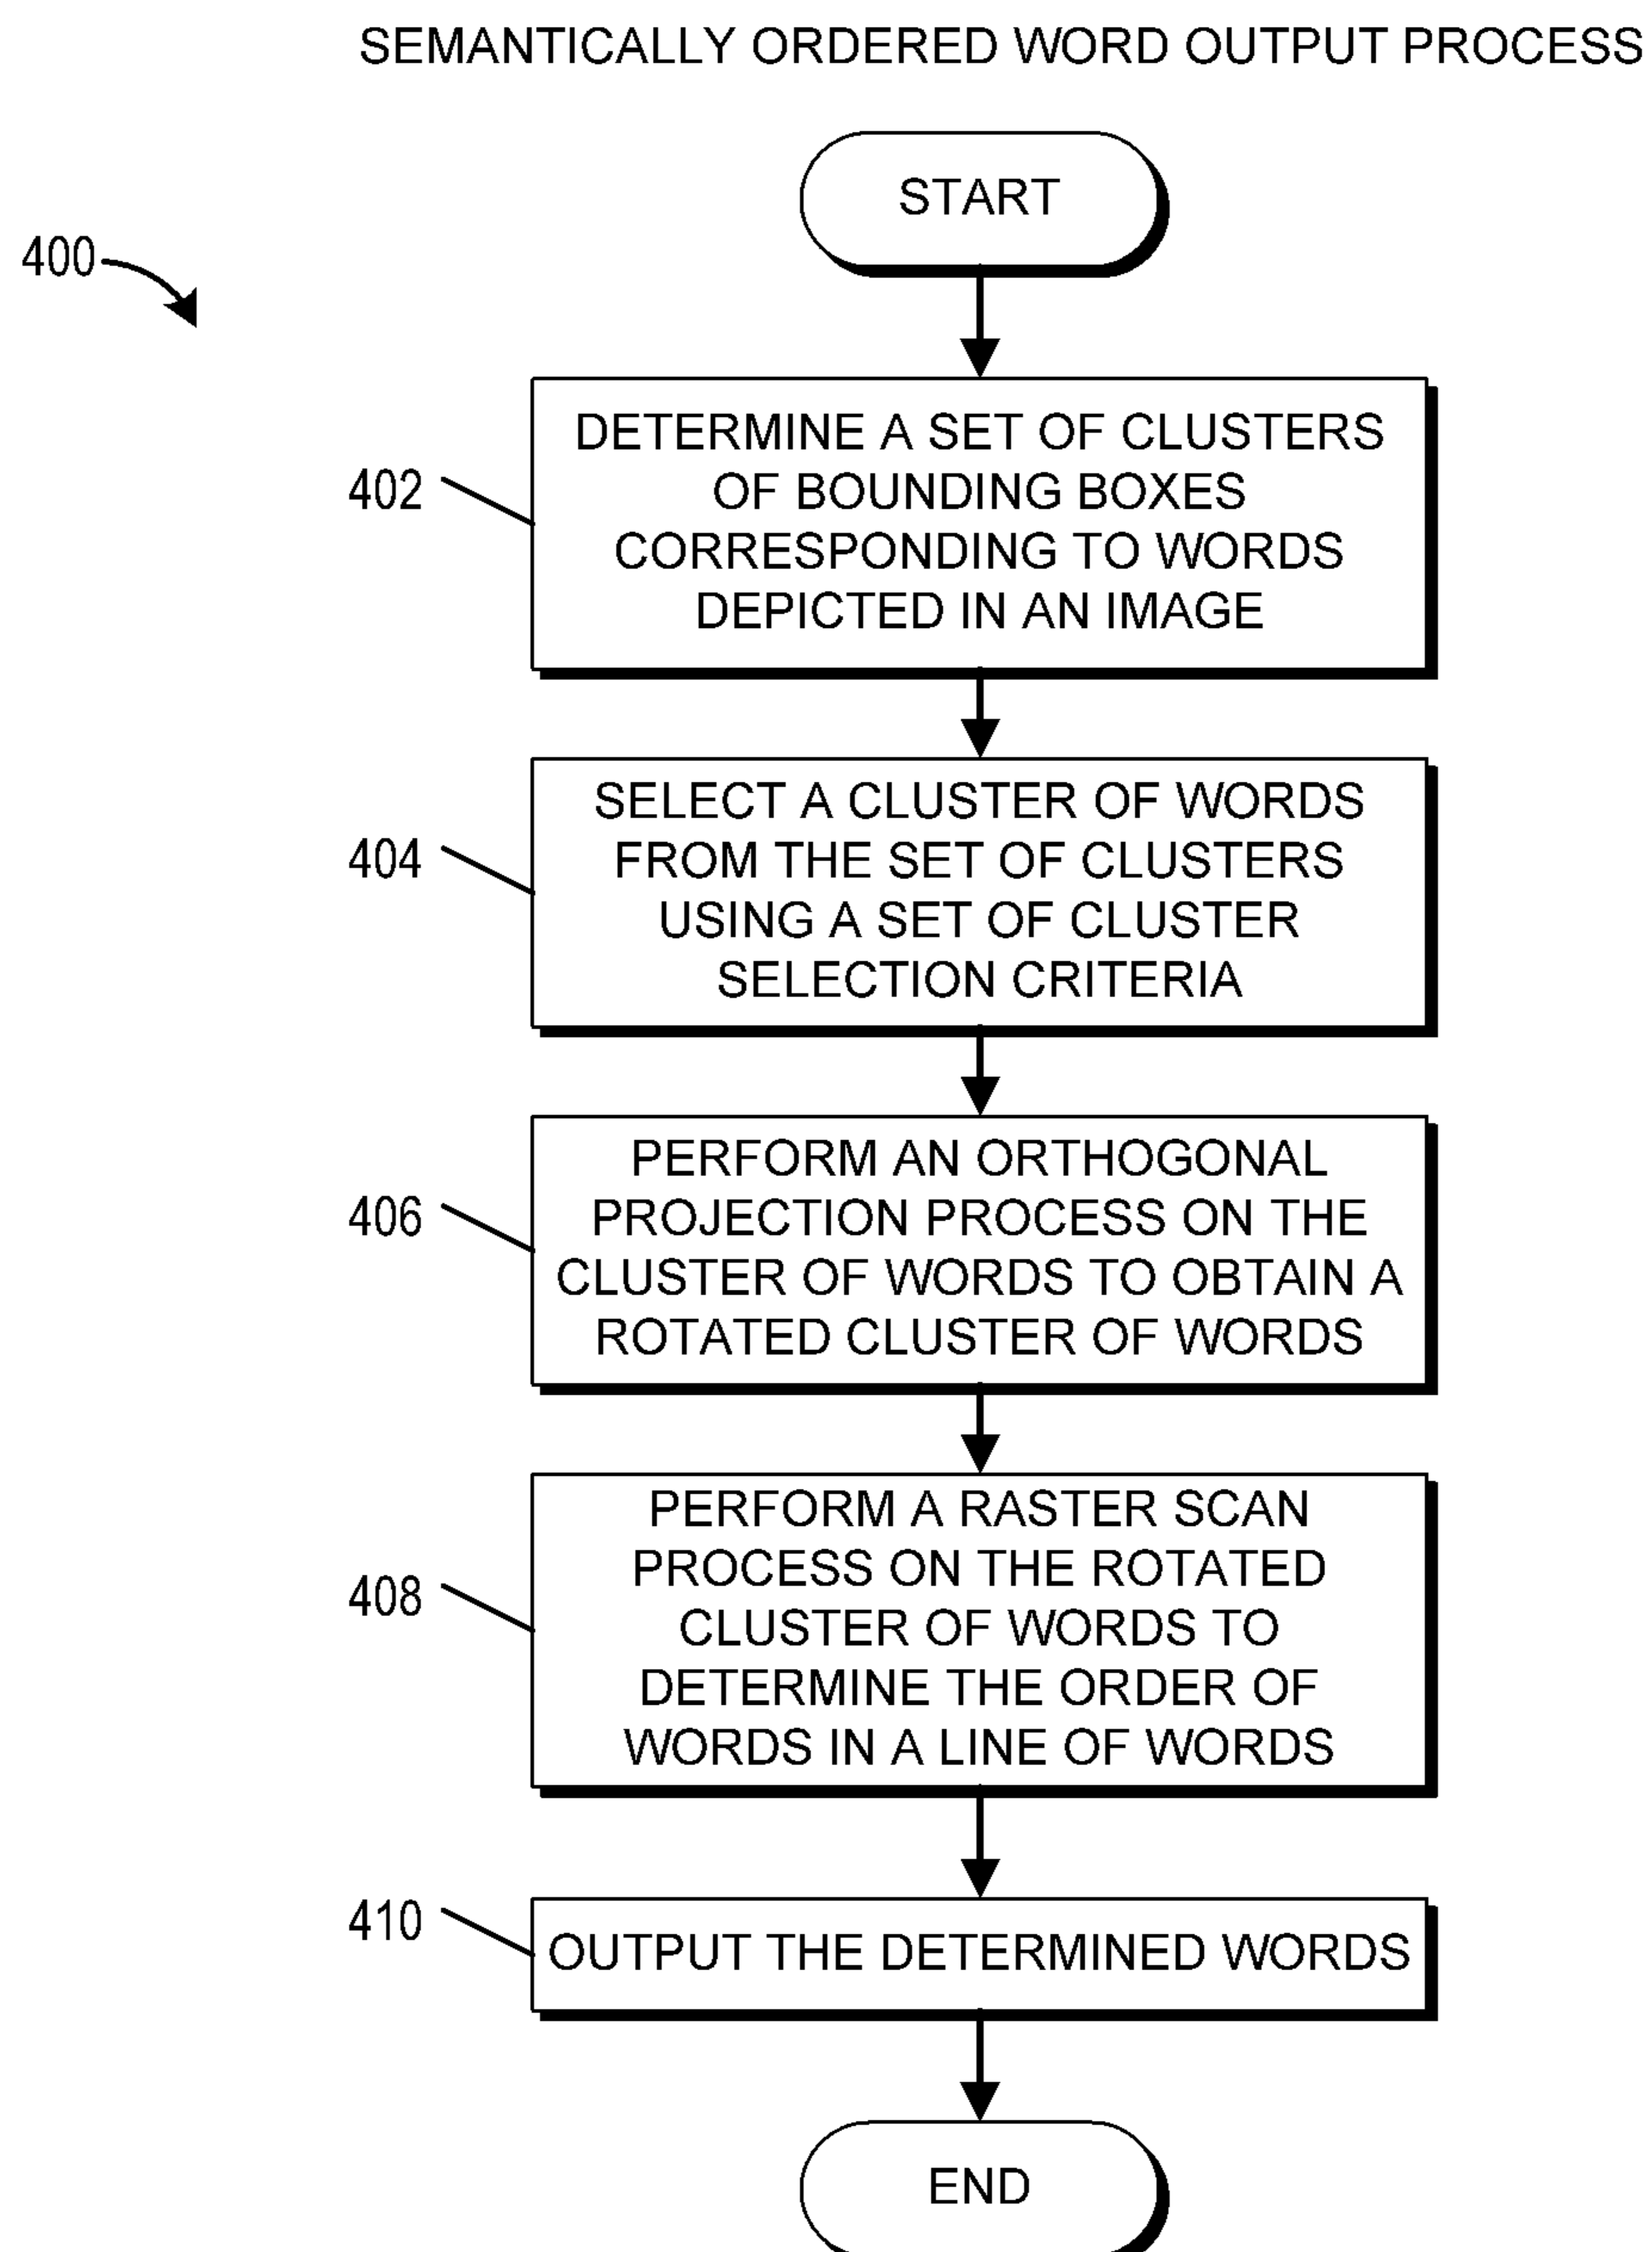 SEMANTICALLY ORDERED WORD OUTPUT PROCESS
START
400
402
DETERMINE A SET OF CLUSTERS
OF BOUNDING BOXES
CORRESPONDING TO WORDS
DEPICTED IN AN IMAGE
404
SELECT A CLUSTER OF WORDS
FROM THE SET OF CLUSTERS
USING A SET OF CLUSTER
SELECTION CRITERIA
406
PERFORM AN ORTHOGONAL
PROJECTION PROCESS ON THE
CLUSTER OF WORDS TO OBTAIN A
ROTATED CLUSTER OF WORDS
408
PERFORM A RASTER SCAN
PROCESS ON THE ROTATED
CLUSTER OF WORDS TO
DETERMINE THE ORDER OF
WORDS IN A LINE OF WORDS
410
OUTPUT THE DETERMINED WORDS
END